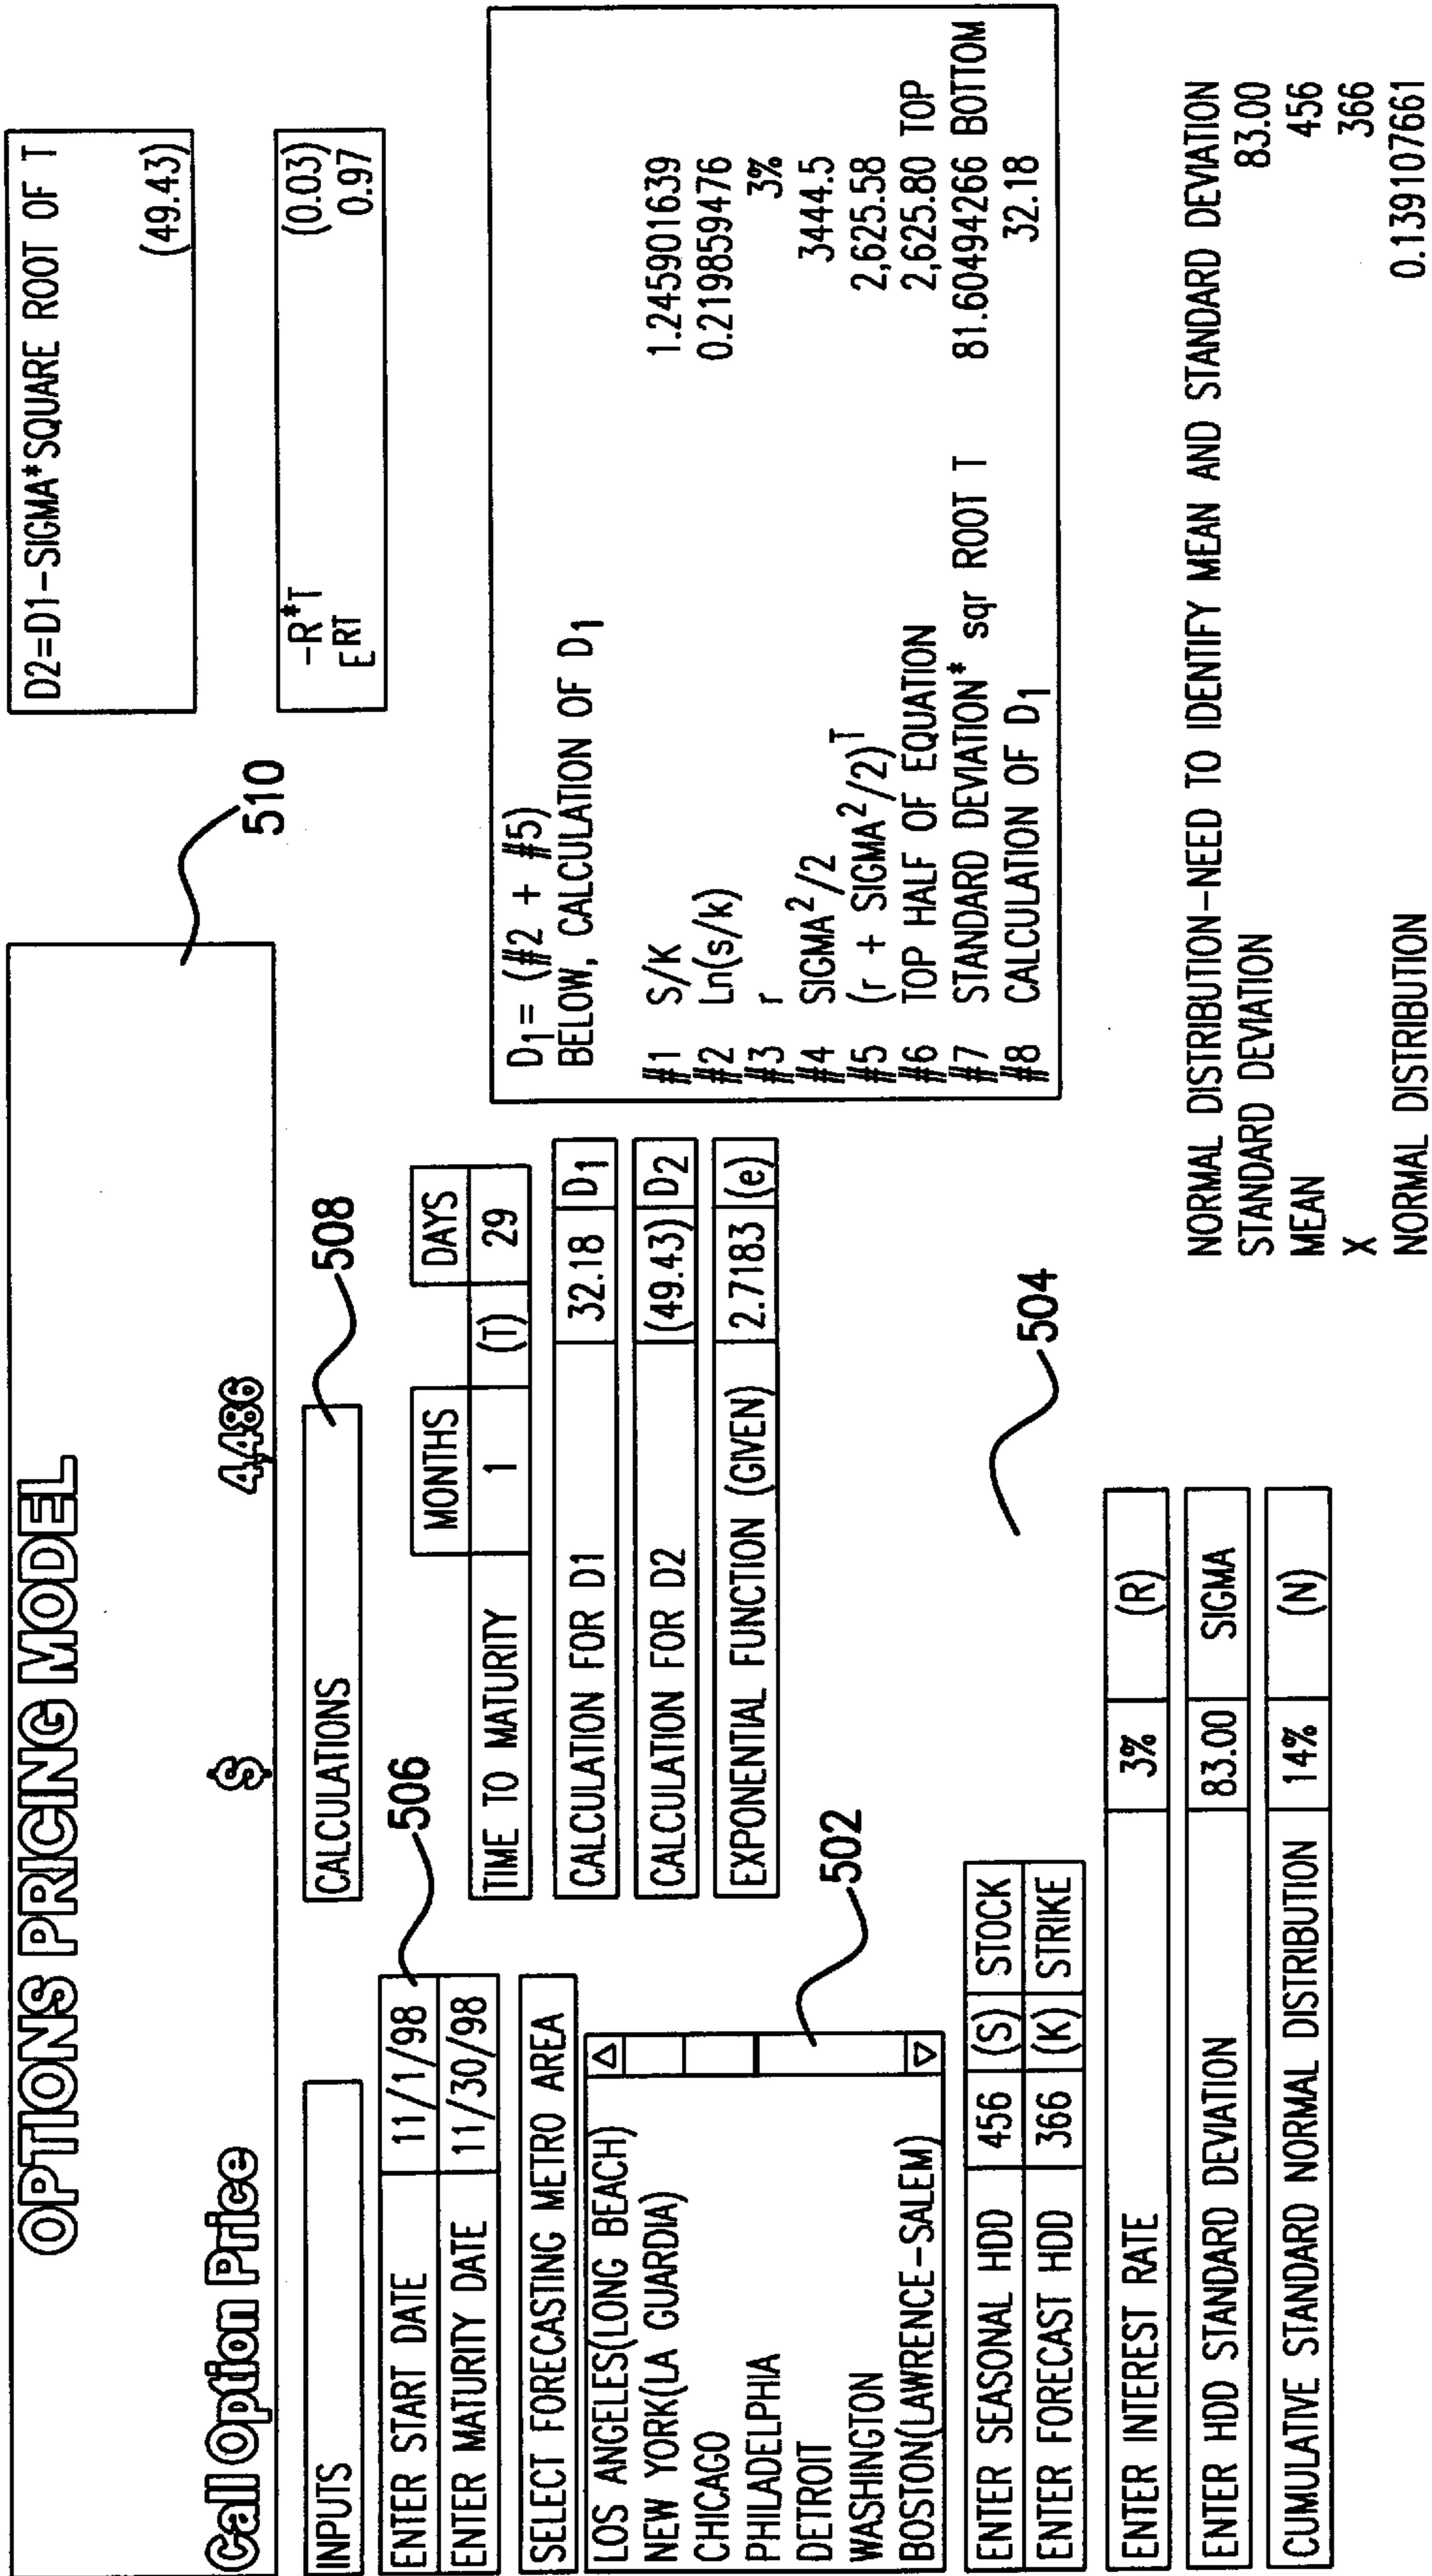 OPTIONS PRICING MODEL
Call Option Price $ 4,486
510
D2=D1-SIGMA*SQUARE ROOT OF T
(49.43)
-R*T (0.03)
E^RT 0.97
INPUTS
ENTER START DATE 11/1/98
ENTER MATURITY DATE 11/30/98
506
SELECT FORECASTING METRO AREA
LOS ANGELES(LONG BEACH)
NEW YORK(LA GUARDIA)
CHICAGO
PHILADELPHIA
DETROIT
WASHINGTON
BOSTON(LAWRENCE-SALEM)
502
ENTER SEASONAL HDD 456 (S) STOCK
ENTER FORECAST HDD 366 (K) STRIKE
ENTER INTEREST RATE 3% (R)
ENTER HDD STANDARD DEVIATION 83.00 SIGMA
CUMULATIVE STANDARD NORMAL DISTRIBUTION 14% (N)
504
CALCULATIONS
508
MONTHS DAYS
TIME TO MATURITY 1 (T) 29
CALCULATION FOR D1 32.18 D1
CALCULATION FOR D2 (49.43) D2
EXPONENTIAL FUNCTION (GIVEN) 2.7183 (e)
D1= (#2 + #5)
BELOW, CALCULATION OF D1
#1 S/K 1.245901639
#2 Ln(s/k) 0.219859476
#3 r 3%
#4 SIGMA²/2 3444.5
#5 (r + SIGMA²/2)^T 2,625.58
#6 TOP HALF OF EQUATION 2,625.80 TOP
#7 STANDARD DEVIATION* sqr ROOT T 81.60494266 BOTTOM
#8 CALCULATION OF D1 32.18
NORMAL DISTRIBUTION-NEED TO IDENTIFY MEAN AND STANDARD DEVIATION
STANDARD DEVIATION 83.00
MEAN 456
X 366
NORMAL DISTRIBUTION 0.139107661